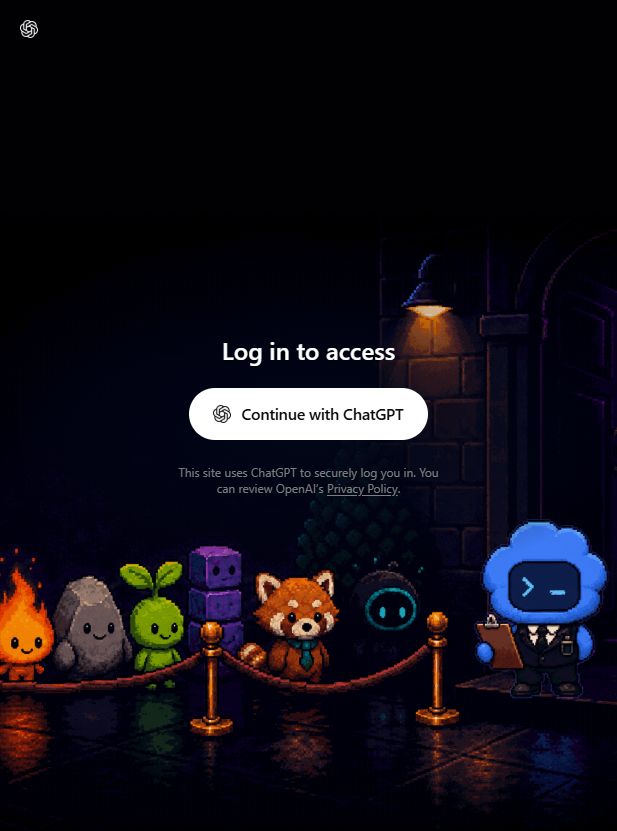 Log in to access
Continue with ChatGPT
This site uses ChatGPT to securely log you in. You
can review OpenAI's Privacy Policy.